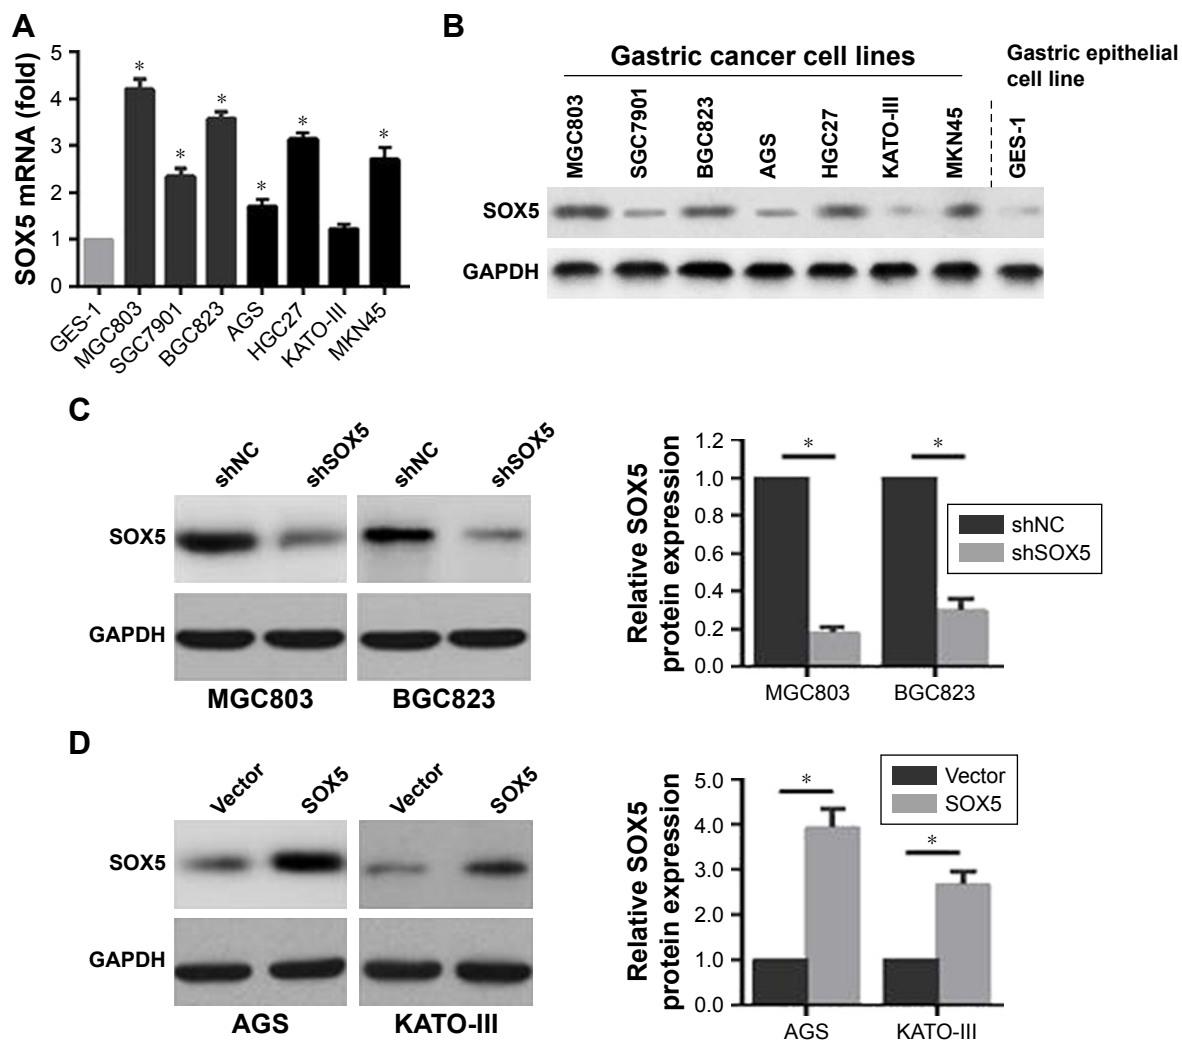 A
SOX5 mRNA (fold)
5
4
3
2
1
0
* * * * * *
GES-1
MGC803
SGC7901
BGC823
AGS
HGC27
KATO-III
MKN45
B
Gastric cancer cell lines
Gastric epithelial
cell line
MGC803
SGC7901
BGC823
AGS
HGC27
KATO-III
MKN45
GES-1
SOX5
GAPDH
C
shNC
shSOX5
shNC
shSOX5
SOX5
GAPDH
MGC803
BGC823
Relative SOX5
protein expression
1.2
1.0
0.8
0.6
0.4
0.2
0.0
* *
shNC
shSOX5
MGC803
BGC823
D
Vector
SOX5
Vector
SOX5
SOX5
GAPDH
AGS
KATO-III
Relative SOX5
protein expression
5.0
4.0
3.0
2.0
1.0
0.0
* *
Vector
SOX5
AGS
KATO-III